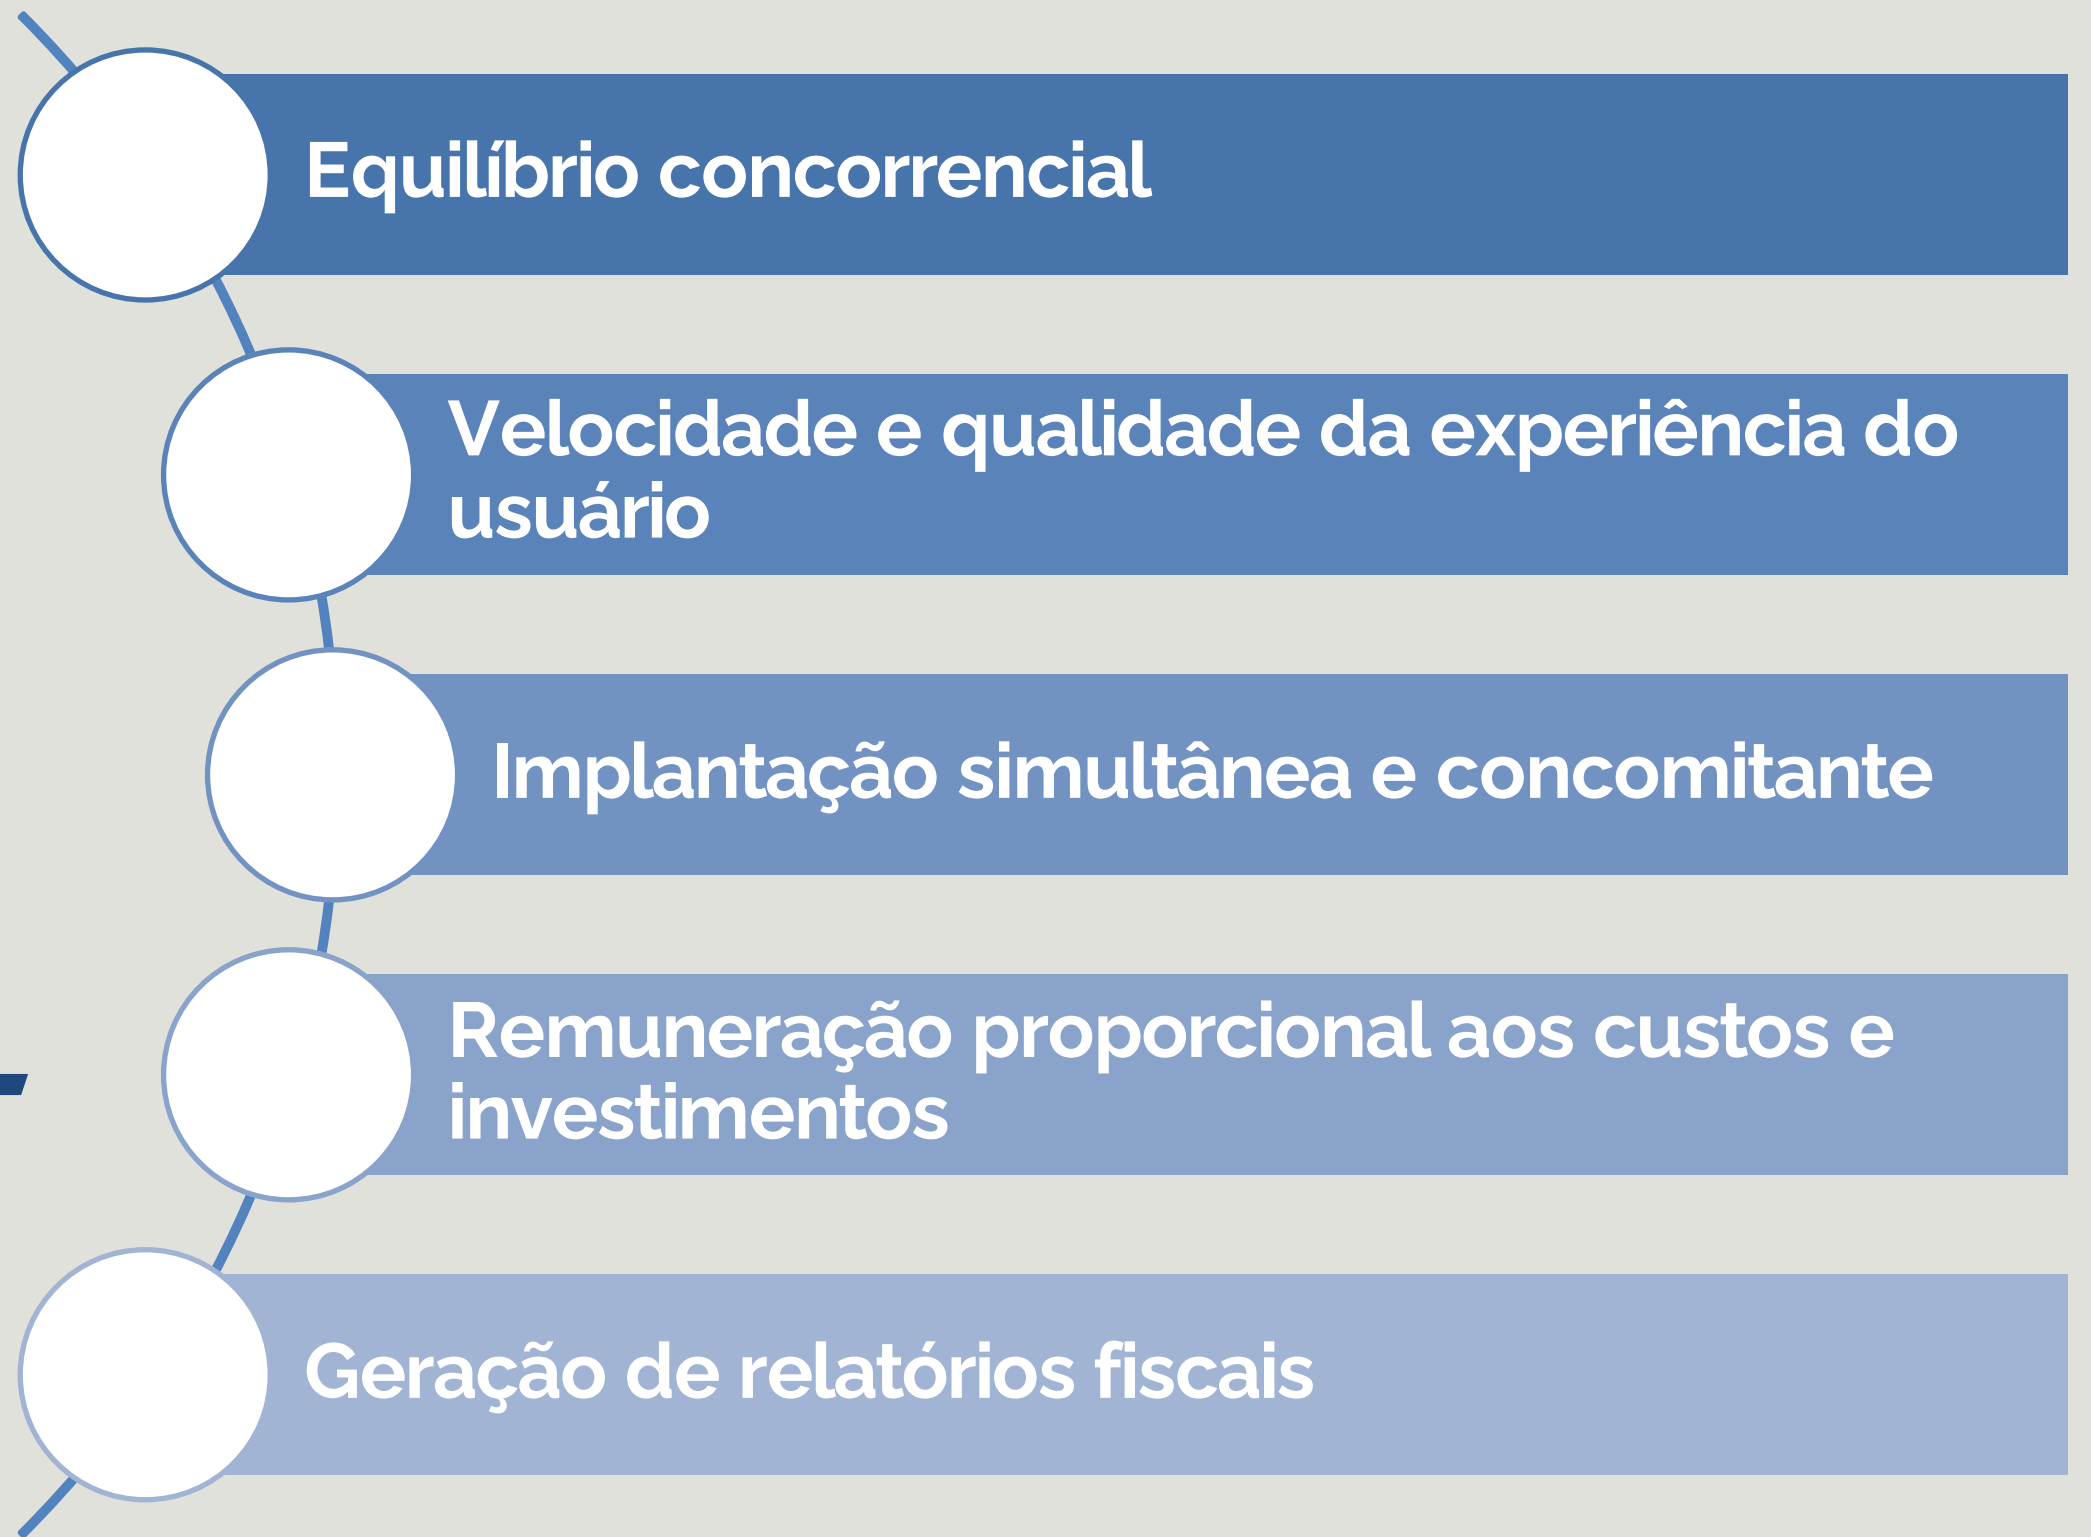 Equilíbrio concorrencial
Velocidade e qualidade da experiência do
usuário
Implantação simultânea e concomitante
Remuneração proporcional aos custos e
investimentos
Geração de relatórios fiscais